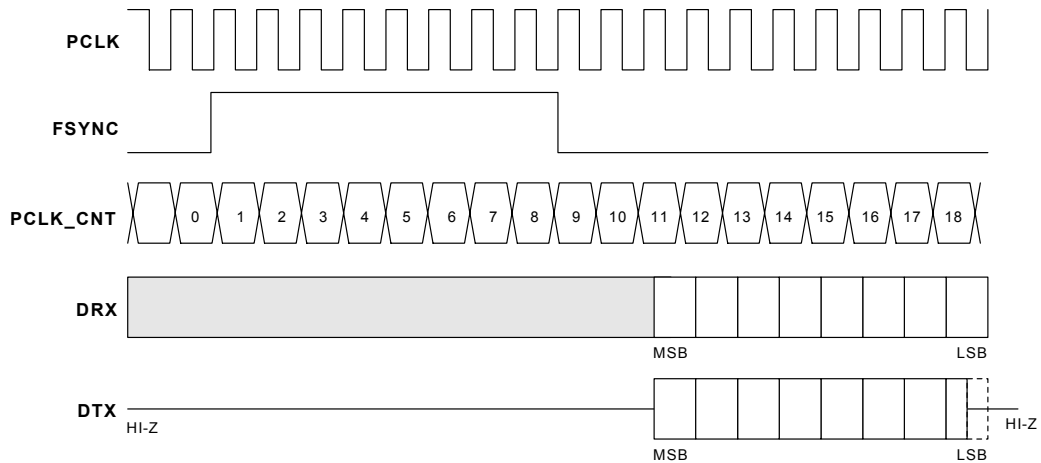 PCLK
FSYNC
PCLK_CNT 0 1 2 3 4 5 6 7 8 9 10 11 12 13 14 15 16 17 18
DRX
MSB LSB
DTX
HI-Z HI-Z
MSB LSB